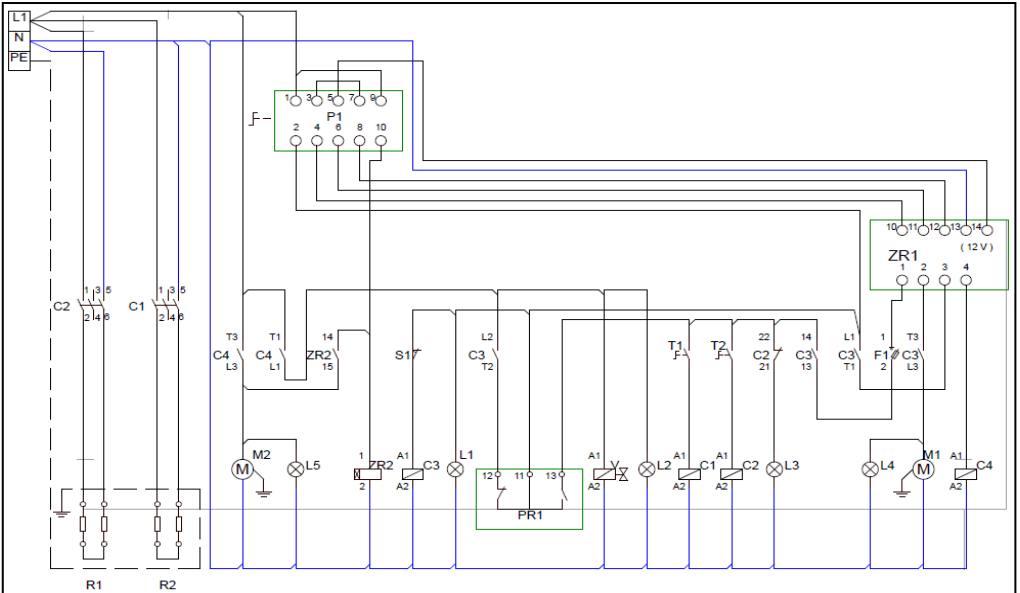 L1
N
PE
1 3 5 7 9
P1
2 4 6 8 10
10 11 12 13 14
( 12 V )
ZR1
1 2 3 4
1 3 5
C2
2 4 6
1 3 5
C1
2 4 6
T3
C4
L3
T1
C4
L1
14
ZR2
15
S1
L2
C3
T2
T1
T2
22
C2
21
14
C3
13
L1
C3
T1
1
F1
2
T3
C3
L3
M M2
L5
1
ZR2
2
A1
C3
A2
L1
12 11 13
PR1
A1
V
A2
L2
A1
C1
A2
A1
C2
A2
L3
L4
M M1
A1
C4
A2
R1 R2